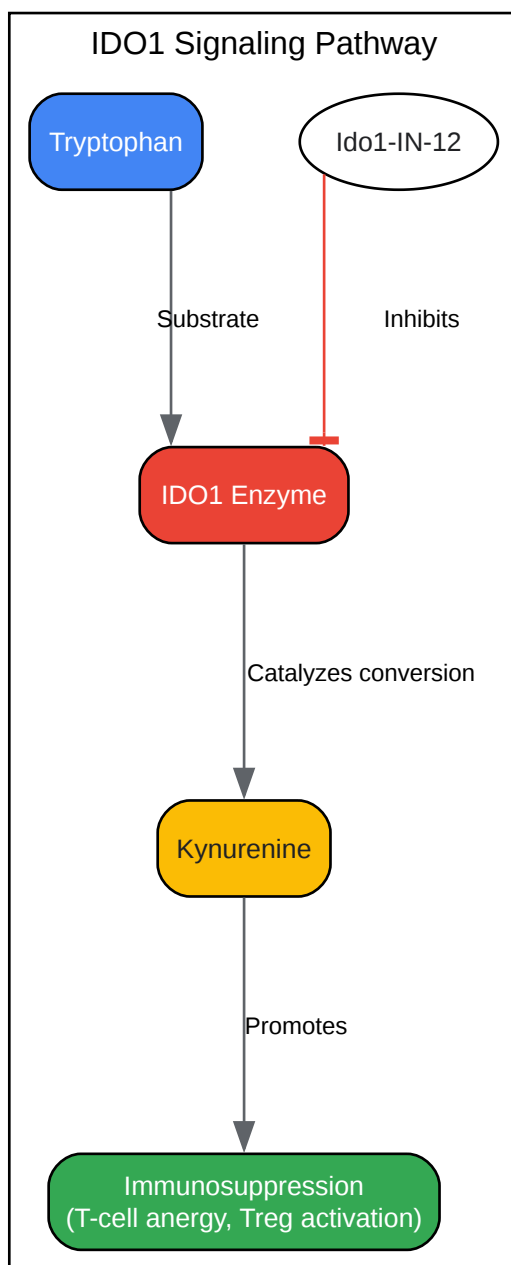 IDO1 Signaling Pathway
Tryptophan
Ido1-IN-12
Substrate
Inhibits
IDO1 Enzyme
Catalyzes conversion
Kynurenine
Promotes
Immunosuppression
(T-cell anergy, Treg activation)